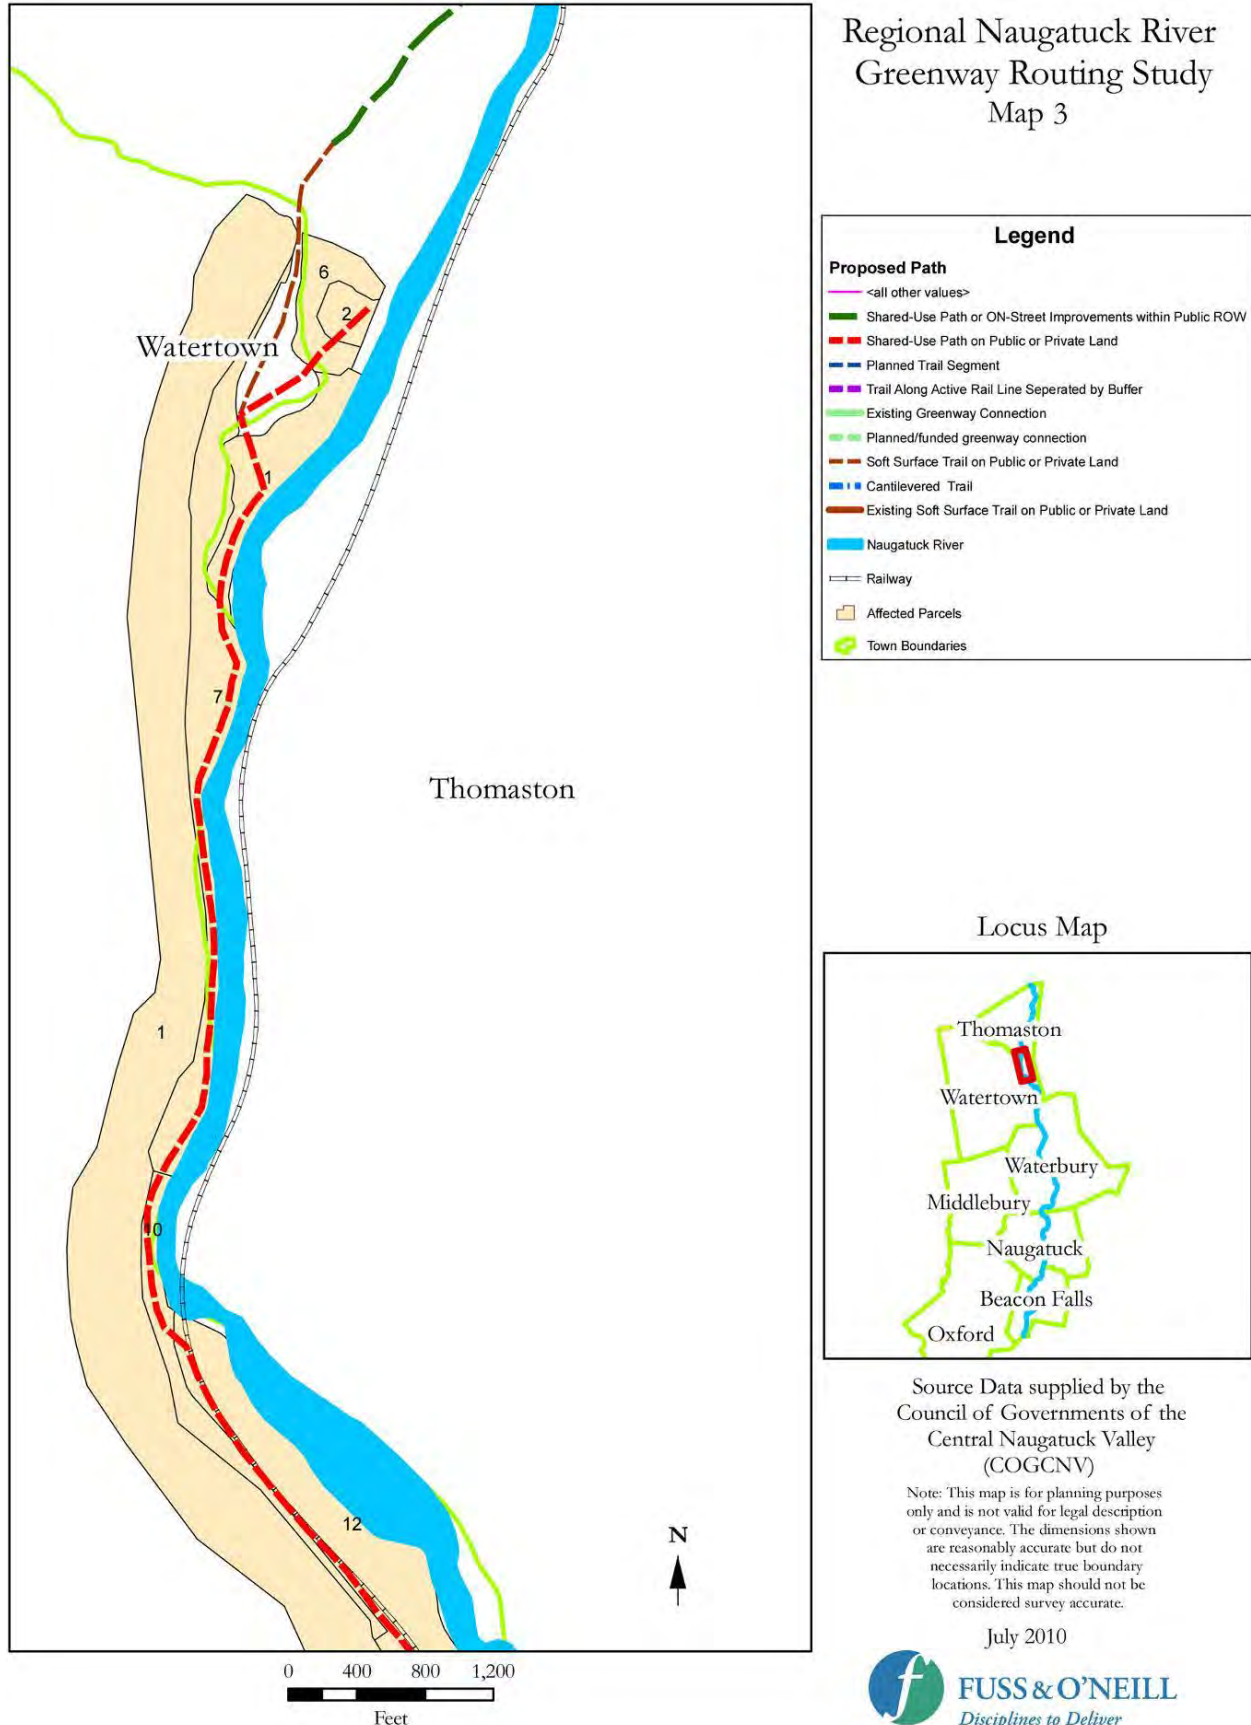 Regional Naugatuck River
Greenway Routing Study
Map 3
Legend
Proposed Path
<all other values>
Shared-Use Path or ON-Street Improvements within Public ROW
Shared-Use Path on Public or Private Land
Planned Trail Segment
Trail Along Active Rail Line Seperated by Buffer
Existing Greenway Connection
Planned/funded greenway connection
Soft Surface Trail on Public or Private Land
Cantilevered Trail
Existing Soft Surface Trail on Public or Private Land
Naugatuck River
Railway
Affected Parcels
Town Boundaries
6
2
Watertown
1
7
Thomaston
1
10
12
N
0 400 800 1,200
Feet
Locus Map
Thomaston
Watertown
Waterbury
Middlebury
Naugatuck
Beacon Falls
Oxford
Source Data supplied by the
Council of Governments of the
Central Naugatuck Valley
(COGCNV)
Note: This map is for planning purposes
only and is not valid for legal description
or conveyance. The dimensions shown
are reasonably accurate but do not
necessarily indicate true boundary
locations. This map should not be
considered survey accurate.
July 2010
f
FUSS & O'NEILL
Disciplines to Deliver